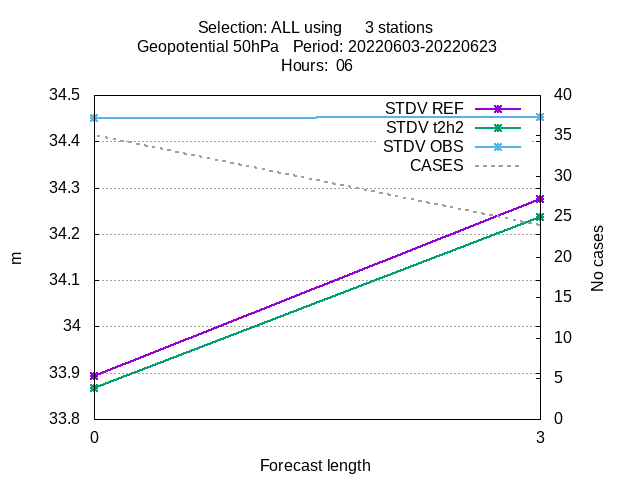 Selection: ALL using 3 stations
Geopotential 50hPa Period: 20220603-20220623
Hours: 06
34.5
34.4
34.3
34.2
34.1
34
33.9
33.8
40
35
30
25
20
15
10
5
0
STDV REF
STDV t2h2
STDV OBS
CASES
m
No cases
0
3
Forecast length